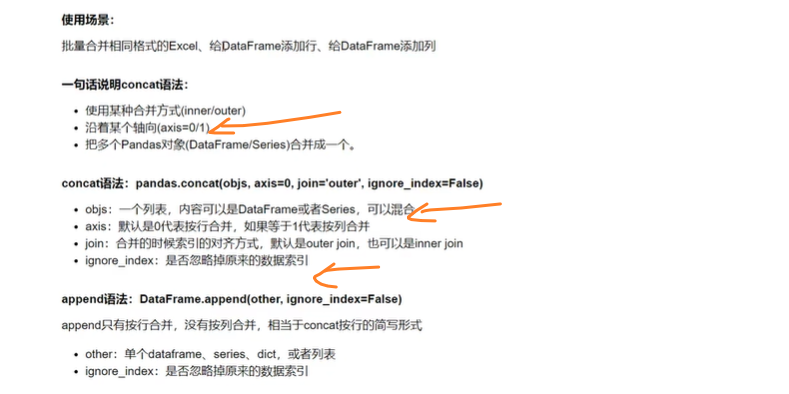 使用场景：
批量合并相同格式的Excel、给DataFrame添加行、给DataFrame添加列
一句话说明concat语法：
• 使用某种合并方式(inner/outer)
• 沿着某个轴向(axis=0/1)
• 把多个Pandas对象(DataFrame/Series)合并成一个。
concat语法：pandas.concat(objs, axis=0, join='outer', ignore_index=False)
• objs：一个列表，内容可以是DataFrame或者Series，可以混合
• axis：默认是0代表按行合并，如果等于1代表按列合并
• join：合并的时候索引的对齐方式，默认是outer join，也可以是inner join
• ignore_index：是否忽略掉原来的数据索引
append语法：DataFrame.append(other, ignore_index=False)
append只有按行合并，没有按列合并，相当于concat按行的简写形式
• other：单个dataframe、series、dict，或者列表
• ignore_index：是否忽略掉原来的数据索引